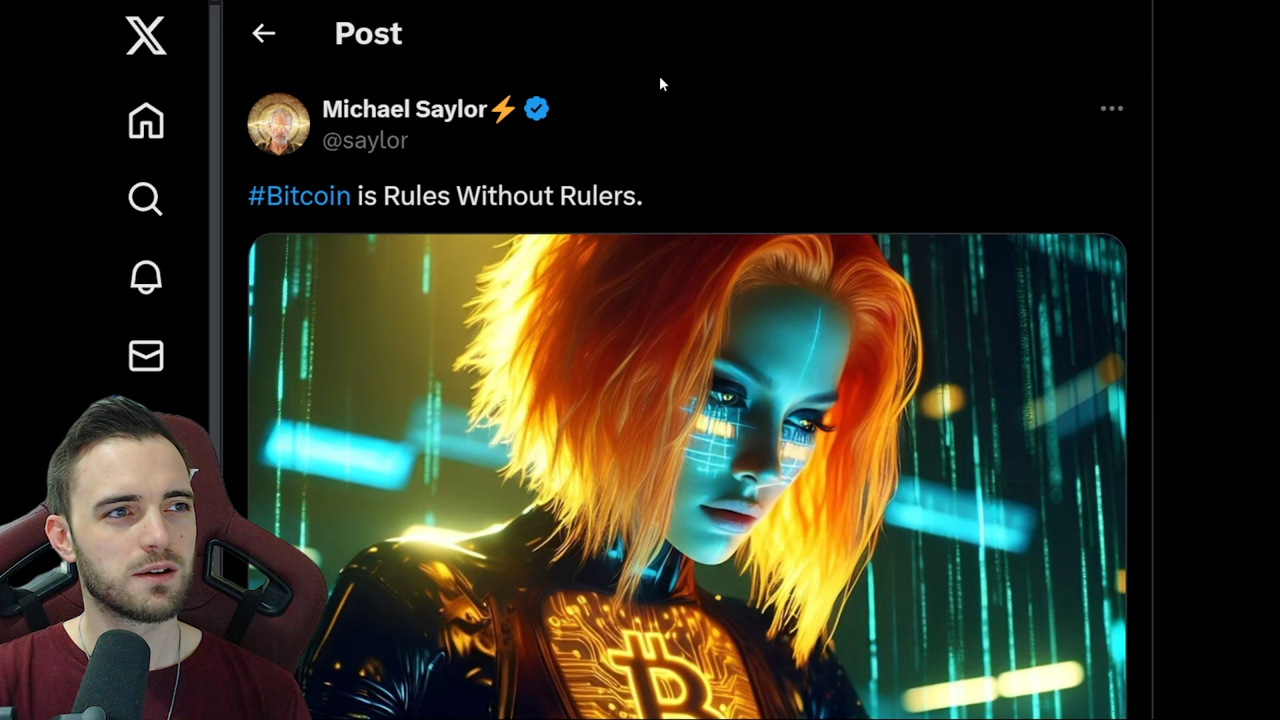 Post
Michael Saylor⚡
@saylor
#Bitcoin is Rules Without Rulers.